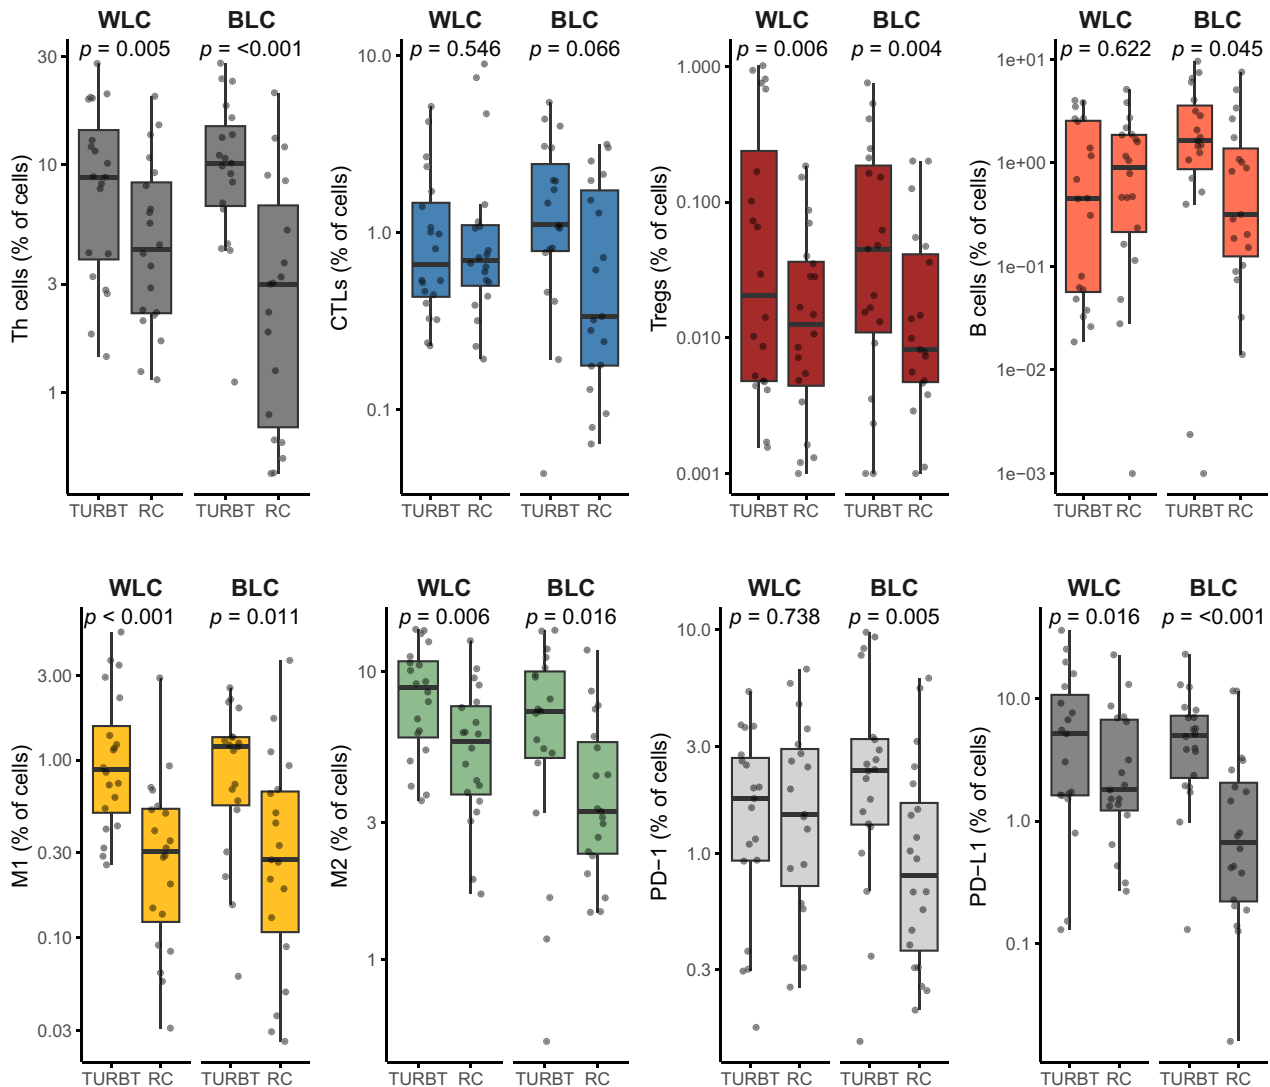 WLC BLC WLC BLC WLC BLC WLC BLC
p = 0.005 p = <0.001 p = 0.546 p = 0.066 p = 0.006 p = 0.004 p = 0.622 p = 0.045
Th cells (% of cells)
30
10
3
1
CTLs (% of cells)
10.0
1.0
0.1
Tregs (% of cells)
1.000
0.100
0.010
0.001
B cells (% of cells)
1e+01
1e+00
1e−01
1e−02
1e−03
TURBT RC TURBT RC TURBT RC TURBT RC TURBT RC TURBT RC TURBT RC TURBT RC
WLC BLC WLC BLC WLC BLC WLC BLC
p < 0.001 p = 0.011 p = 0.006 p = 0.016 p = 0.738 p = 0.005 p = 0.016 p = <0.001
M1 (% of cells)
3.00
1.00
0.30
0.10
0.03
M2 (% of cells)
10
3
1
PD−1 (% of cells)
10.0
3.0
1.0
0.3
PD−L1 (% of cells)
10.0
1.0
0.1
TURBT RC TURBT RC TURBT RC TURBT RC TURBT RC TURBT RC TURBT RC TURBT RC